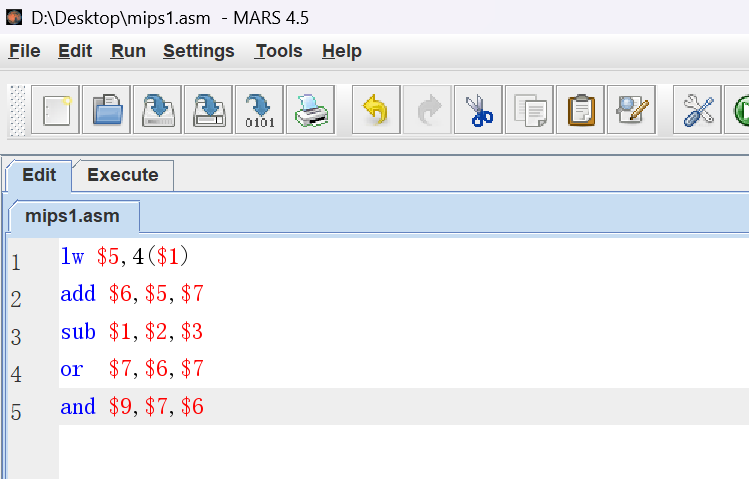 D:\Desktop\mips1.asm - MARS 4.5
File Edit Run Settings Tools Help
0101
Edit Execute
mips1.asm
1 lw $5,4($1)
2 add $6,$5,$7
3 sub $1,$2,$3
4 or $7,$6,$7
5 and $9,$7,$6